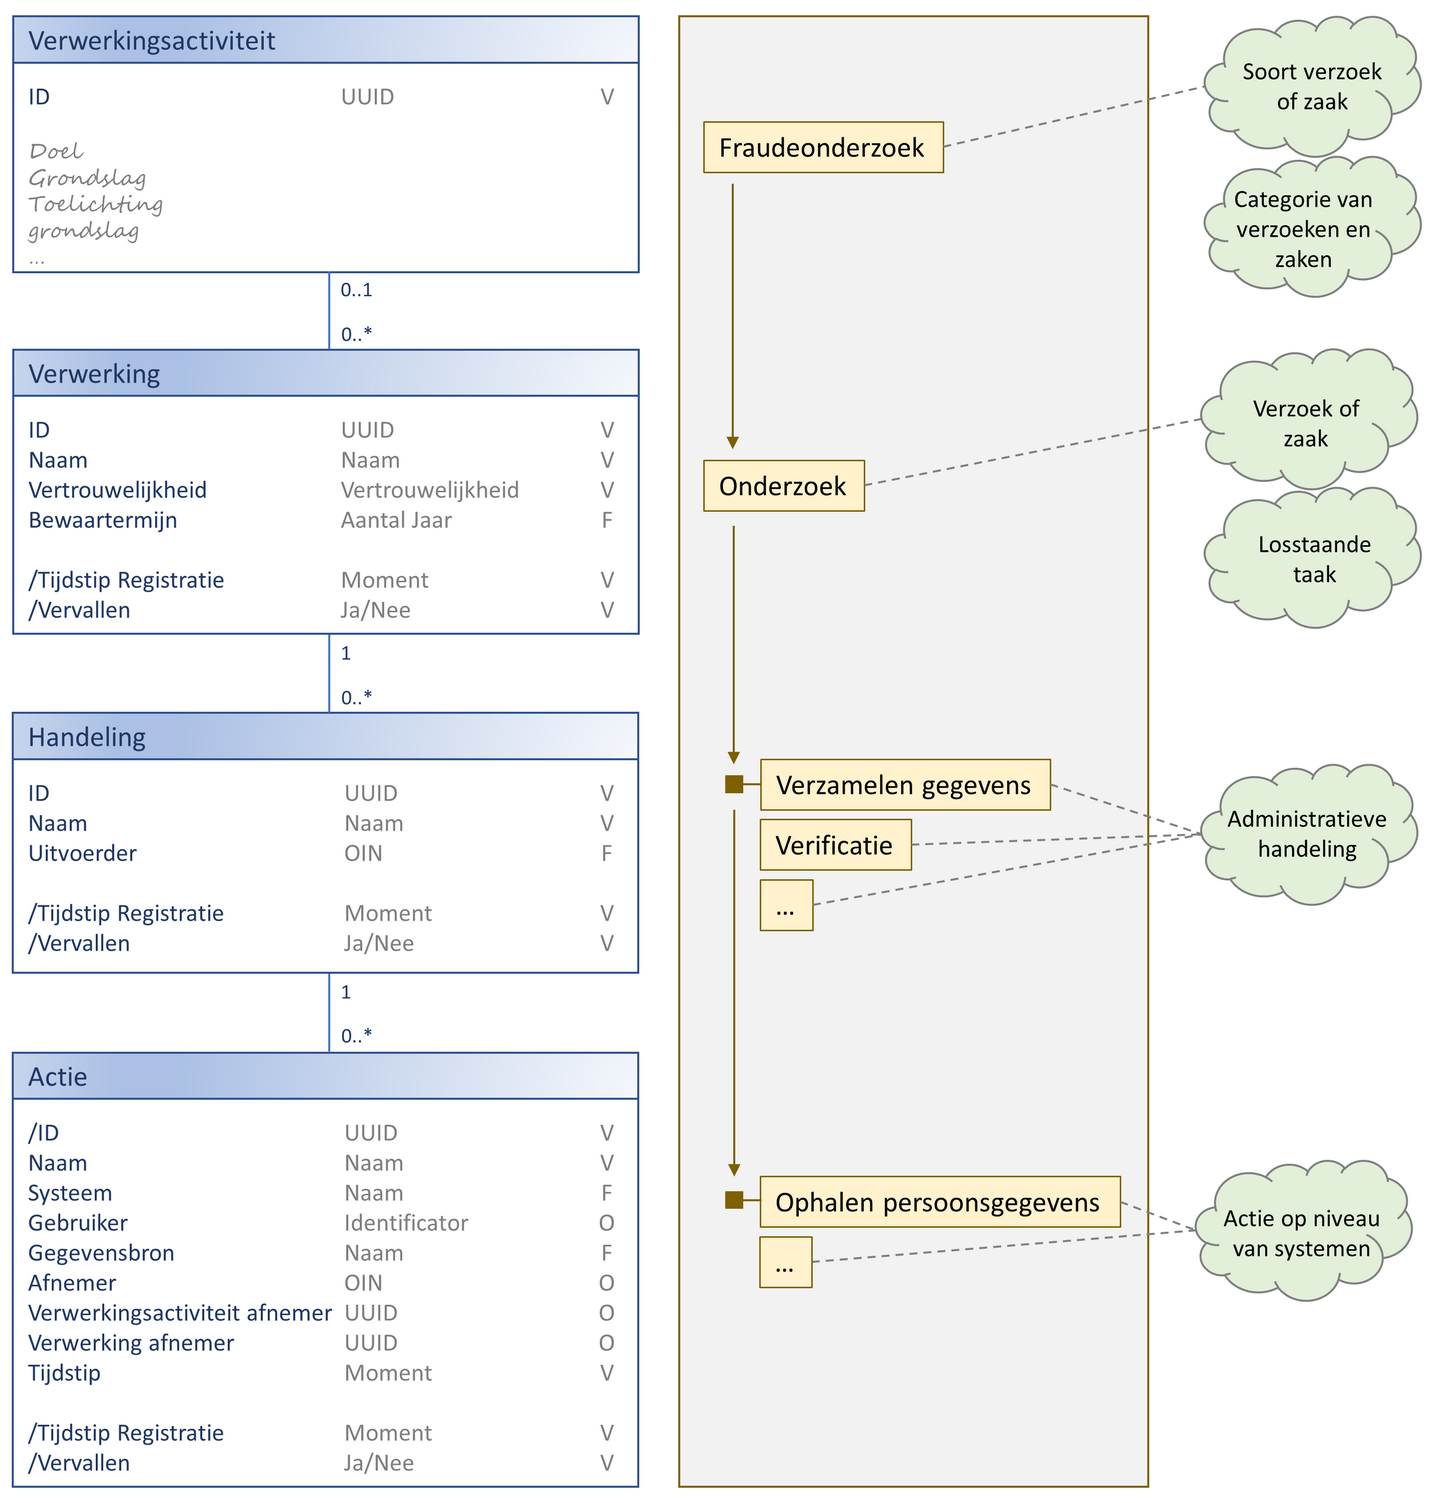 Verwerkingsactiviteit
ID UUID V
Doel
Grondslag
Toelichting
grondslag
...
0..1
0..*
Verwerking
ID UUID V
Naam Naam V
Vertrouwelijkheid Vertrouwelijkheid V
Bewaartermijn Aantal Jaar F
/Tijdstip Registratie Moment V
/Vervallen Ja/Nee V
1
0..*
Handeling
ID UUID V
Naam Naam V
Uitvoerder OIN F
/Tijdstip Registratie Moment V
/Vervallen Ja/Nee V
1
0..*
Actie
/ID UUID V
Naam Naam V
Systeem Naam F
Gebruiker Identificator O
Gegevensbron Naam F
Afnemer OIN O
Verwerkingsactiviteit afnemer UUID O
Verwerking afnemer UUID O
Tijdstip Moment V
/Tijdstip Registratie Moment V
/Vervallen Ja/Nee V
Fraudeonderzoek
Onderzoek
Verzamelen gegevens
Verificatie
...
Ophalen persoonsgegevens
...
Soort verzoek
of zaak
Categorie van
verzoeken en
zaken
Verzoek of
zaak
Losstaande
taak
Administratieve
handeling
Actie op niveau
van systemen